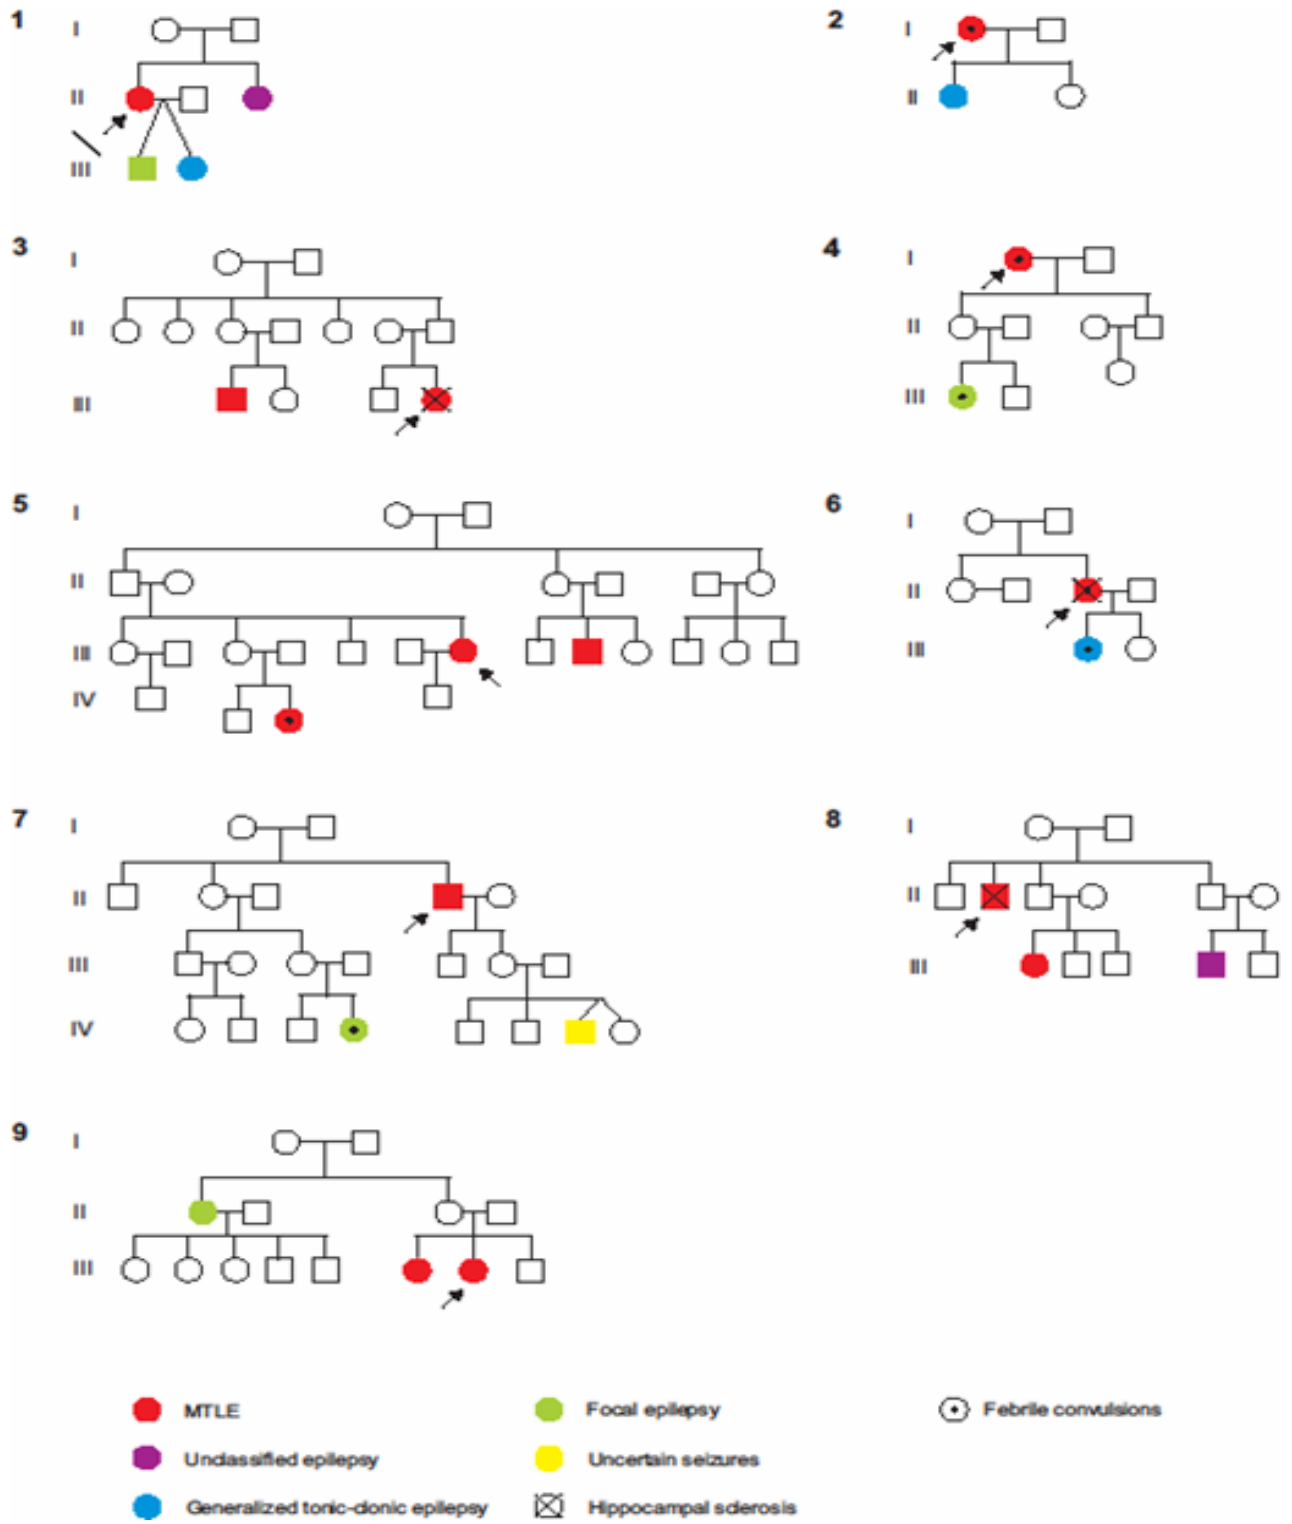 1 I 2 I
II II
III
3 I 4 I
II II
III III
5 I 6 I
II II
III III
IV
7 I 8 I
II II
III III
IV
9 I
II
III
MTLE Focal epilepsy Febrile convulsions
Unclassified epilepsy Uncertain seizures
Generalized tonic-clonic epilepsy Hippocampal sclerosis